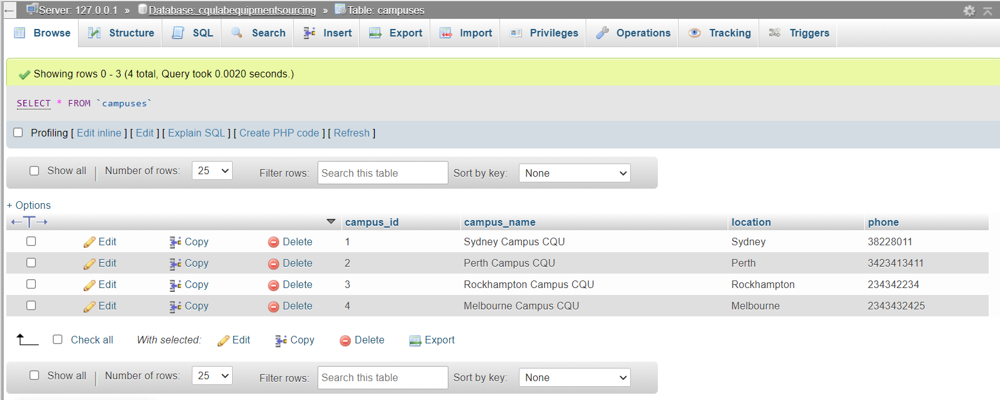 Server: 127.0.0.1 » Database: cqulabequipmentsourcing » Table: campuses
Browse Structure SQL Search Insert Export Import Privileges Operations Tracking Triggers
Showing rows 0 - 3 (4 total, Query took 0.0020 seconds.)
SELECT * FROM `campuses`
Profiling [ Edit inline ] [ Edit ] [ Explain SQL ] [ Create PHP code ] [ Refresh ]
Show all | Number of rows: 25 Filter rows: Search this table Sort by key: None
+ Options
←T→ campus_id campus_name location phone
Edit Copy Delete 1 Sydney Campus CQU Sydney 38228011
Edit Copy Delete 2 Perth Campus CQU Perth 3423413411
Edit Copy Delete 3 Rockhampton Campus CQU Rockhampton 234342234
Edit Copy Delete 4 Melbourne Campus CQU Melbourne 2343432425
Check all With selected: Edit Copy Delete Export
Show all | Number of rows: 25 Filter rows: Search this table Sort by key: None